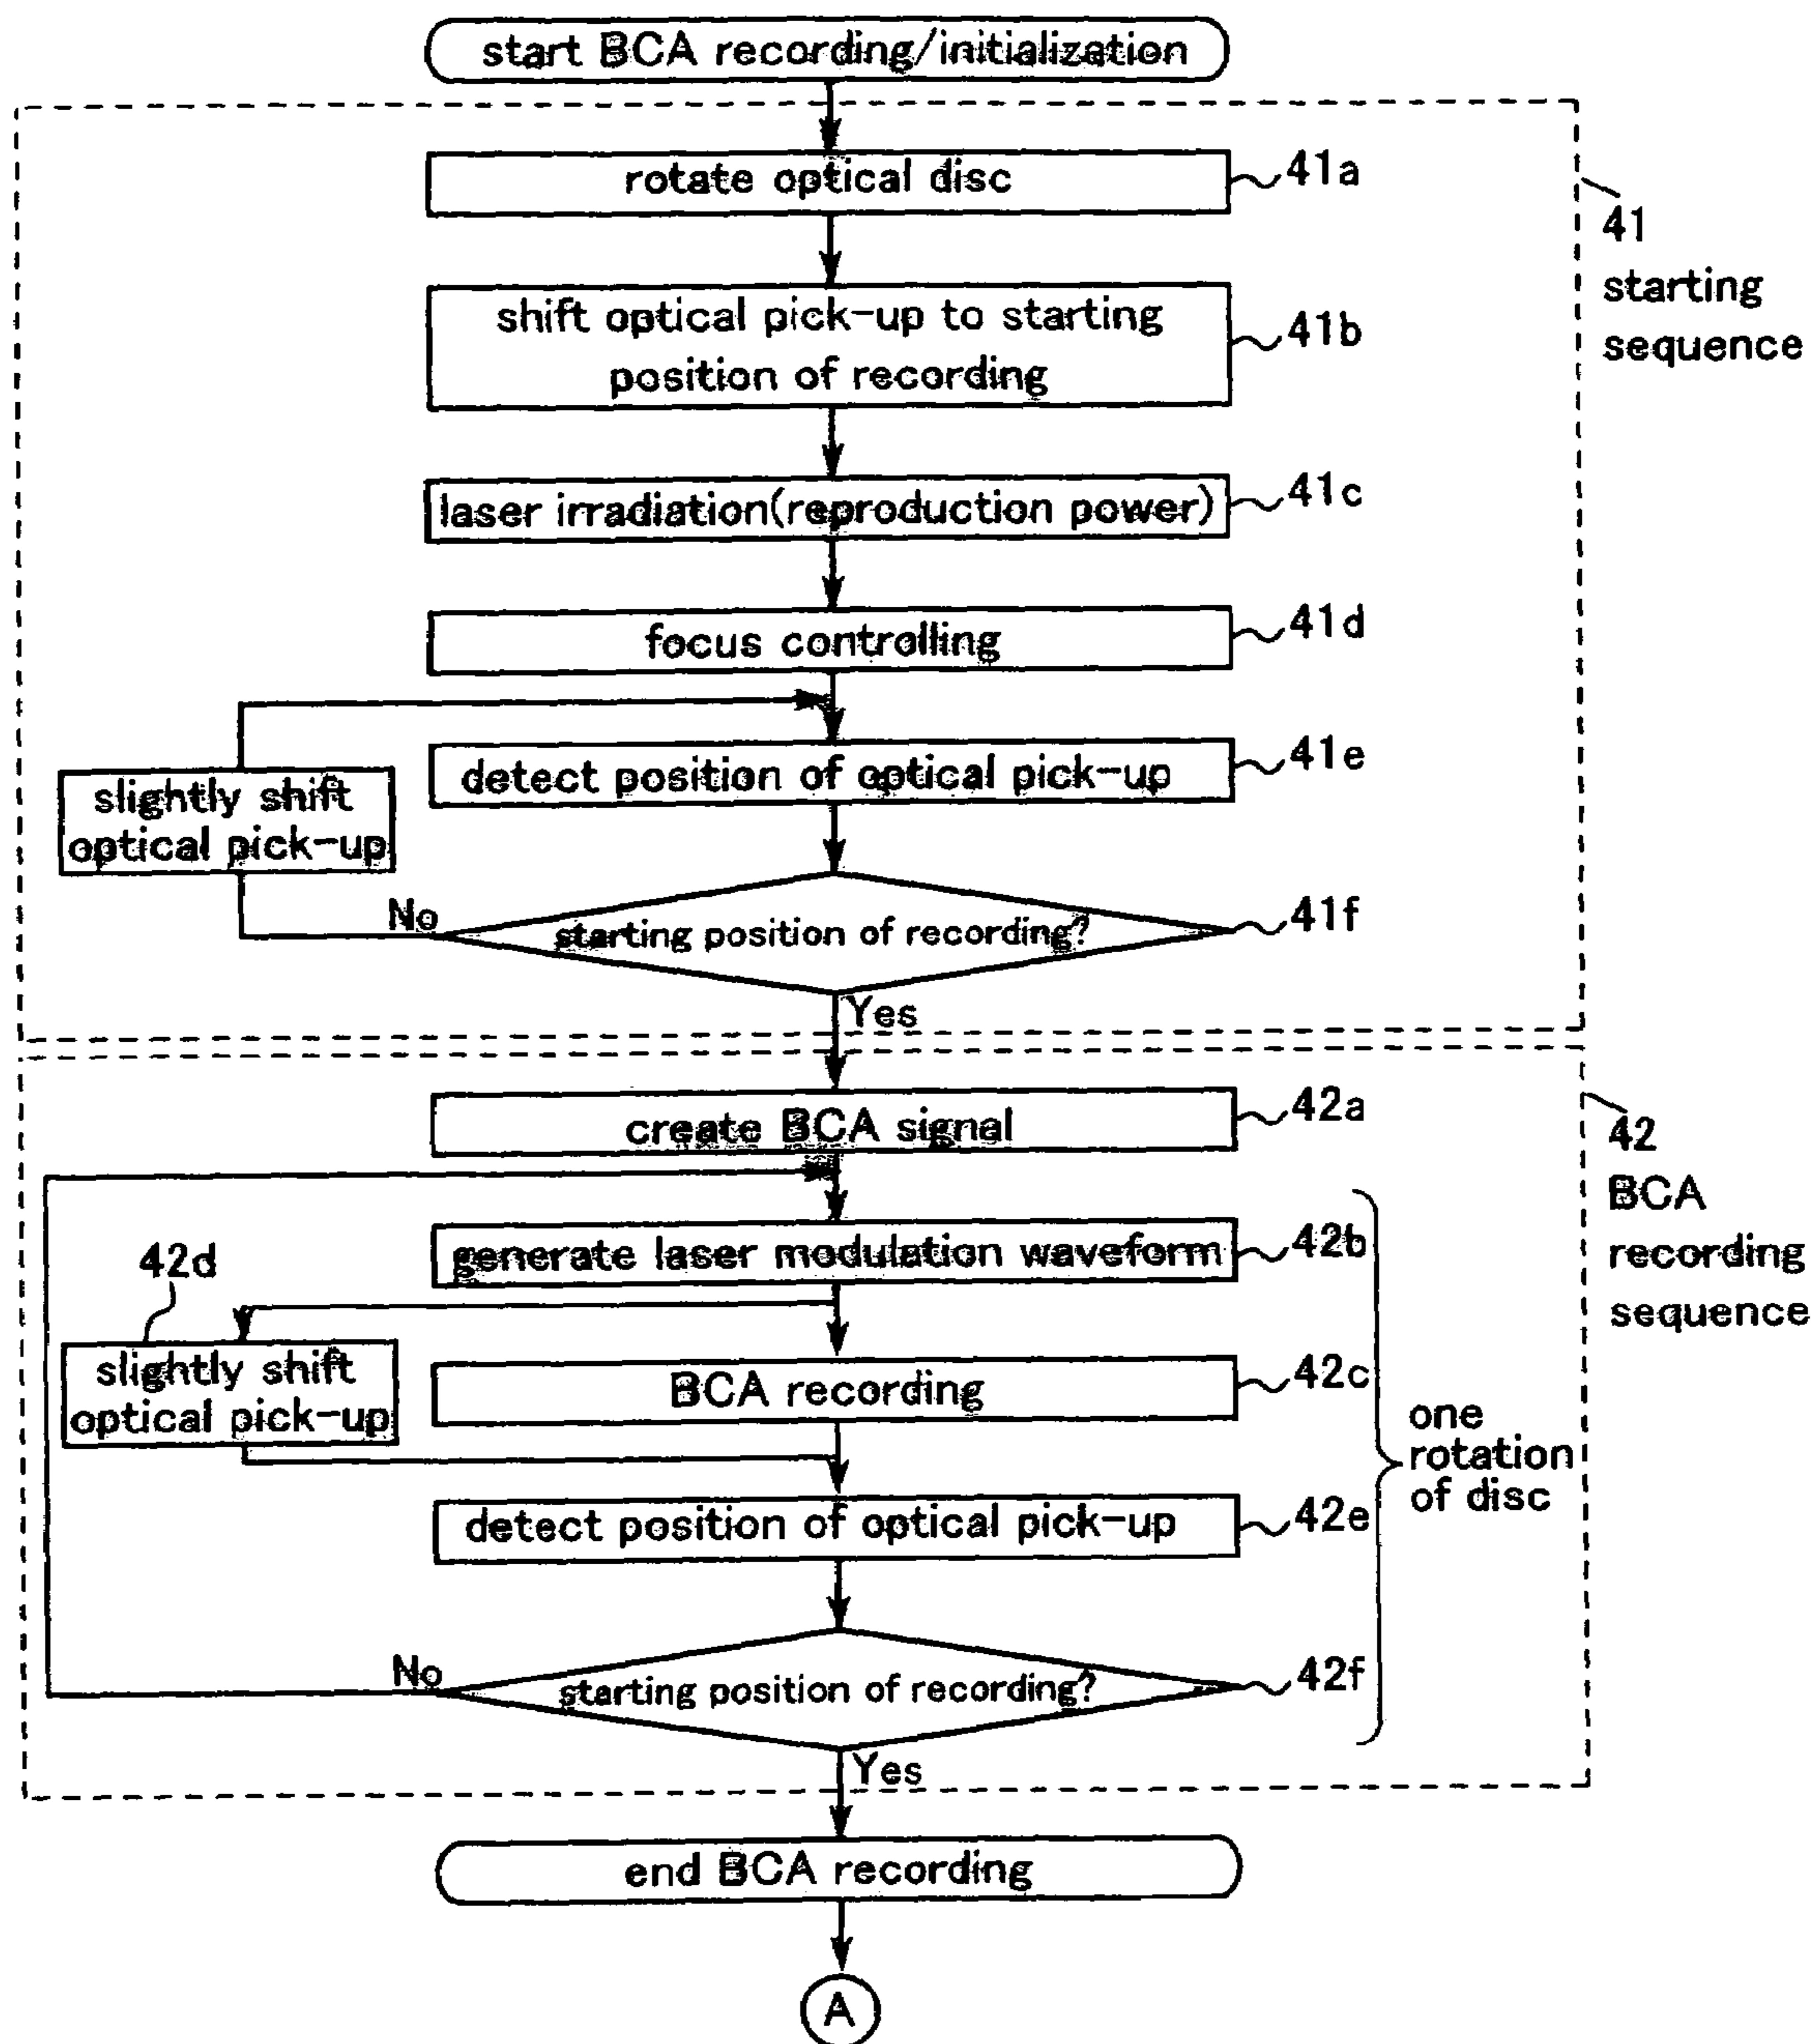 start BCA recording/initialization
rotate optical disc
41a
41
starting
sequence
shift optical pick-up to starting
position of recording
41b
laser irradiation(reproduction power)
41c
focus controlling
41d
detect position of optical pick-up
41e
slightly shift
optical pick-up
No
starting position of recording?
41f
Yes
create BCA signal
42a
42
BCA
recording
sequence
generate laser modulation waveform
42b
42d
slightly shift
optical pick-up
BCA recording
42c
one
rotation
of disc
detect position of optical pick-up
42e
No
starting position of recording?
42f
Yes
end BCA recording
A